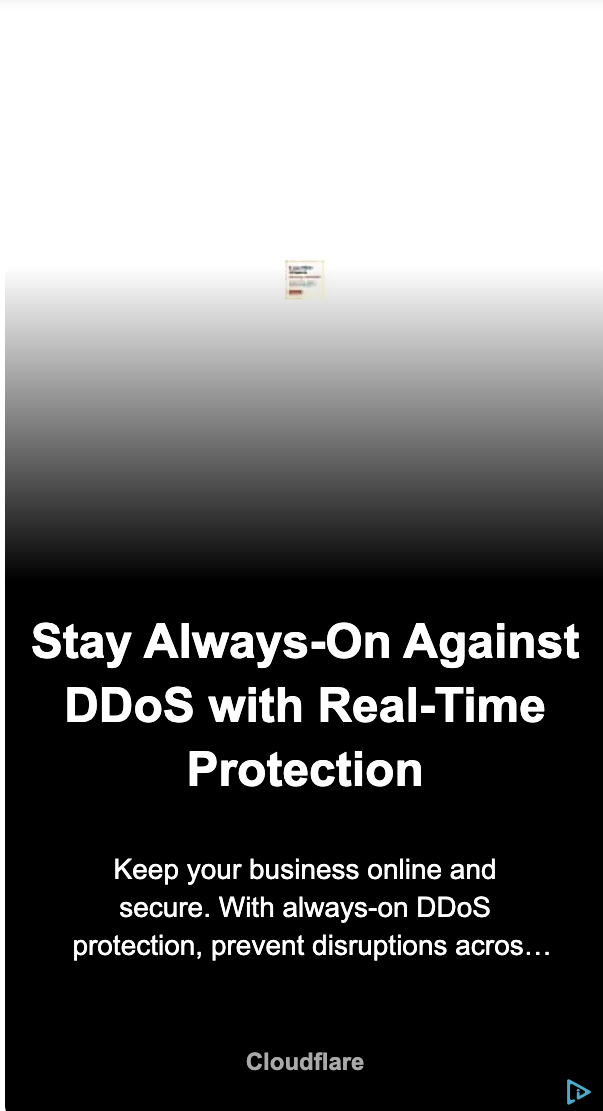 Stay Always-On Against
DDoS with Real-Time
Protection
Keep your business online and
secure. With always-on DDoS
protection, prevent disruptions acros…
Cloudflare